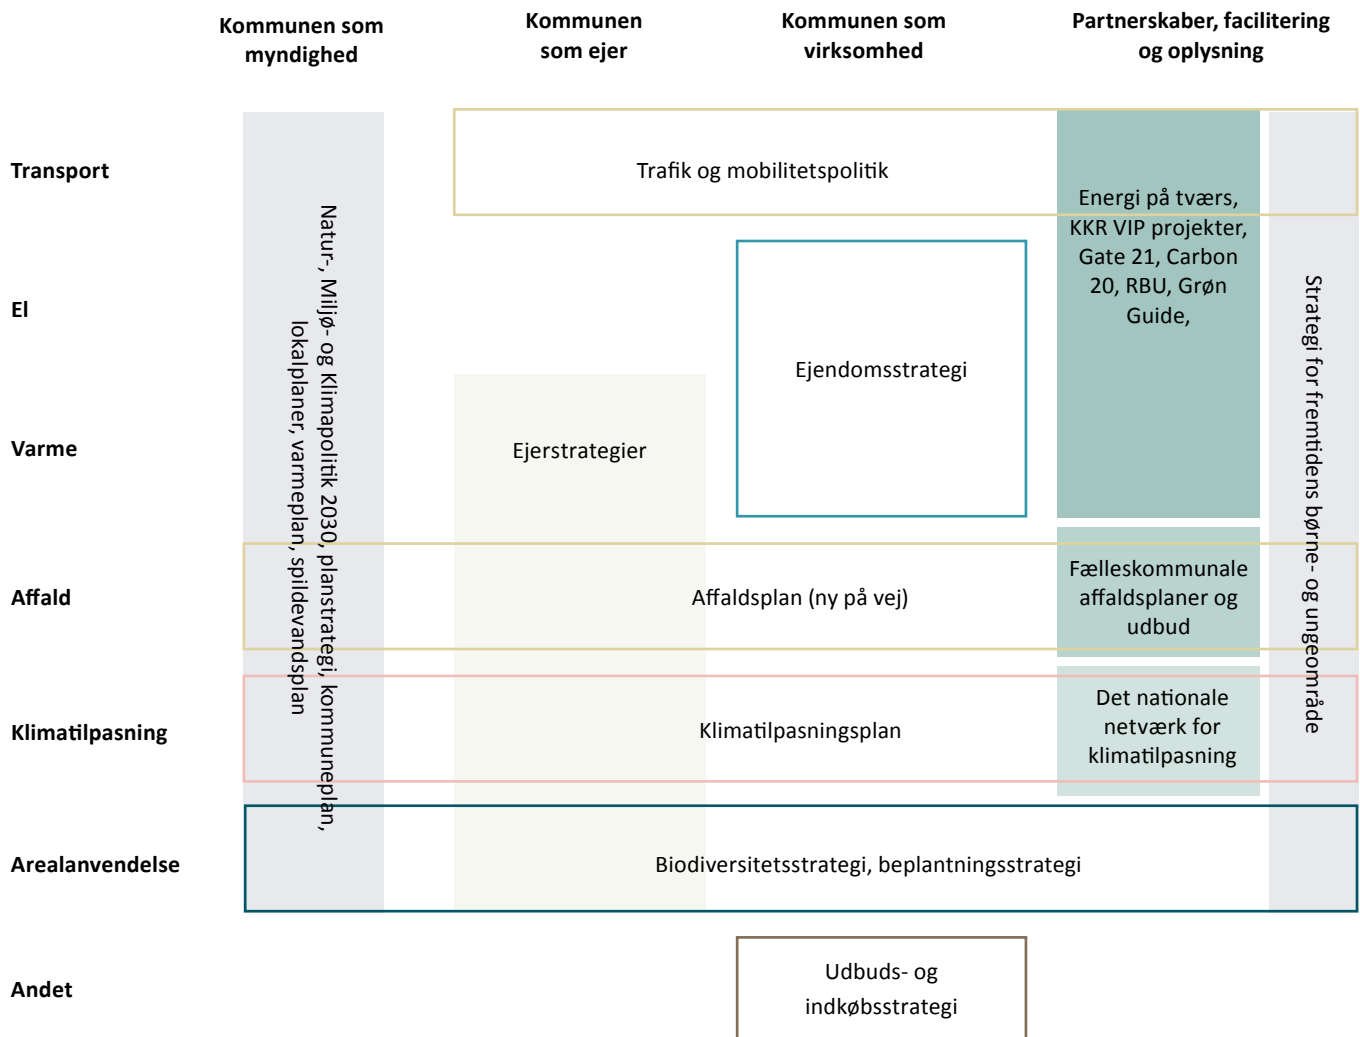 Kommunen som
myndighed
Kommunen
som ejer
Kommunen som
virksomhed
Partnerskaber, facilitering
og oplysning
Transport
Trafik og mobilitetspolitik
Energi på tværs,
KKR VIP projekter,
Gate 21, Carbon
20, RBU, Grøn
Guide,
Natur-, Miljø- og Klimapolitik 2030, planstrategi, kommuneplan,
lokalplaner, varmeplan, spildevandsplan
Strategi for fremtidens børne- og ungeområde
El
Ejendomsstrategi
Varme
Ejerstrategier
Affald
Affaldsplan (ny på vej)
Fælleskommunale
affaldsplaner og
udbud
Klimatilpasning
Klimatilpasningsplan
Det nationale
netværk for
klimatilpasning
Arealanvendelse
Biodiversitetsstrategi, beplantningsstrategi
Andet
Udbuds- og
indkøbsstrategi